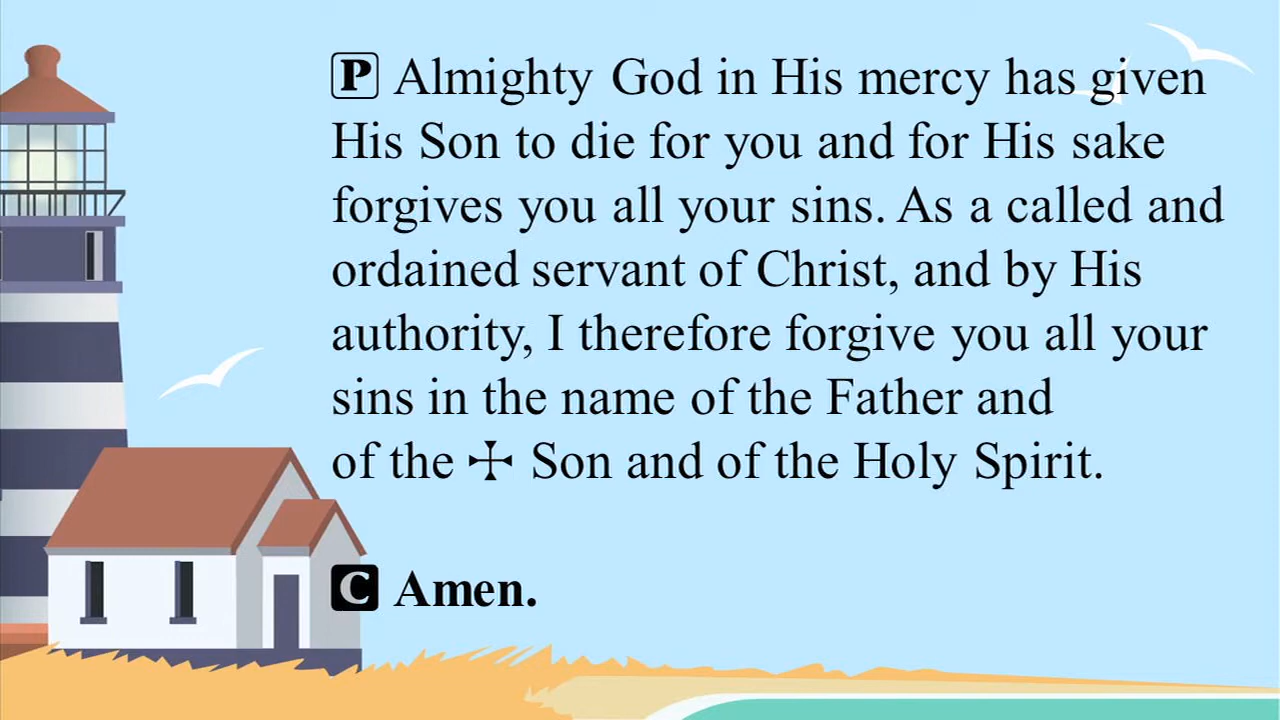 P Almighty God in His mercy has given
His Son to die for you and for His sake
forgives you all your sins. As a called and
ordained servant of Christ, and by His
authority, I therefore forgive you all your
sins in the name of the Father and
of the ☩ Son and of the Holy Spirit.
C Amen.